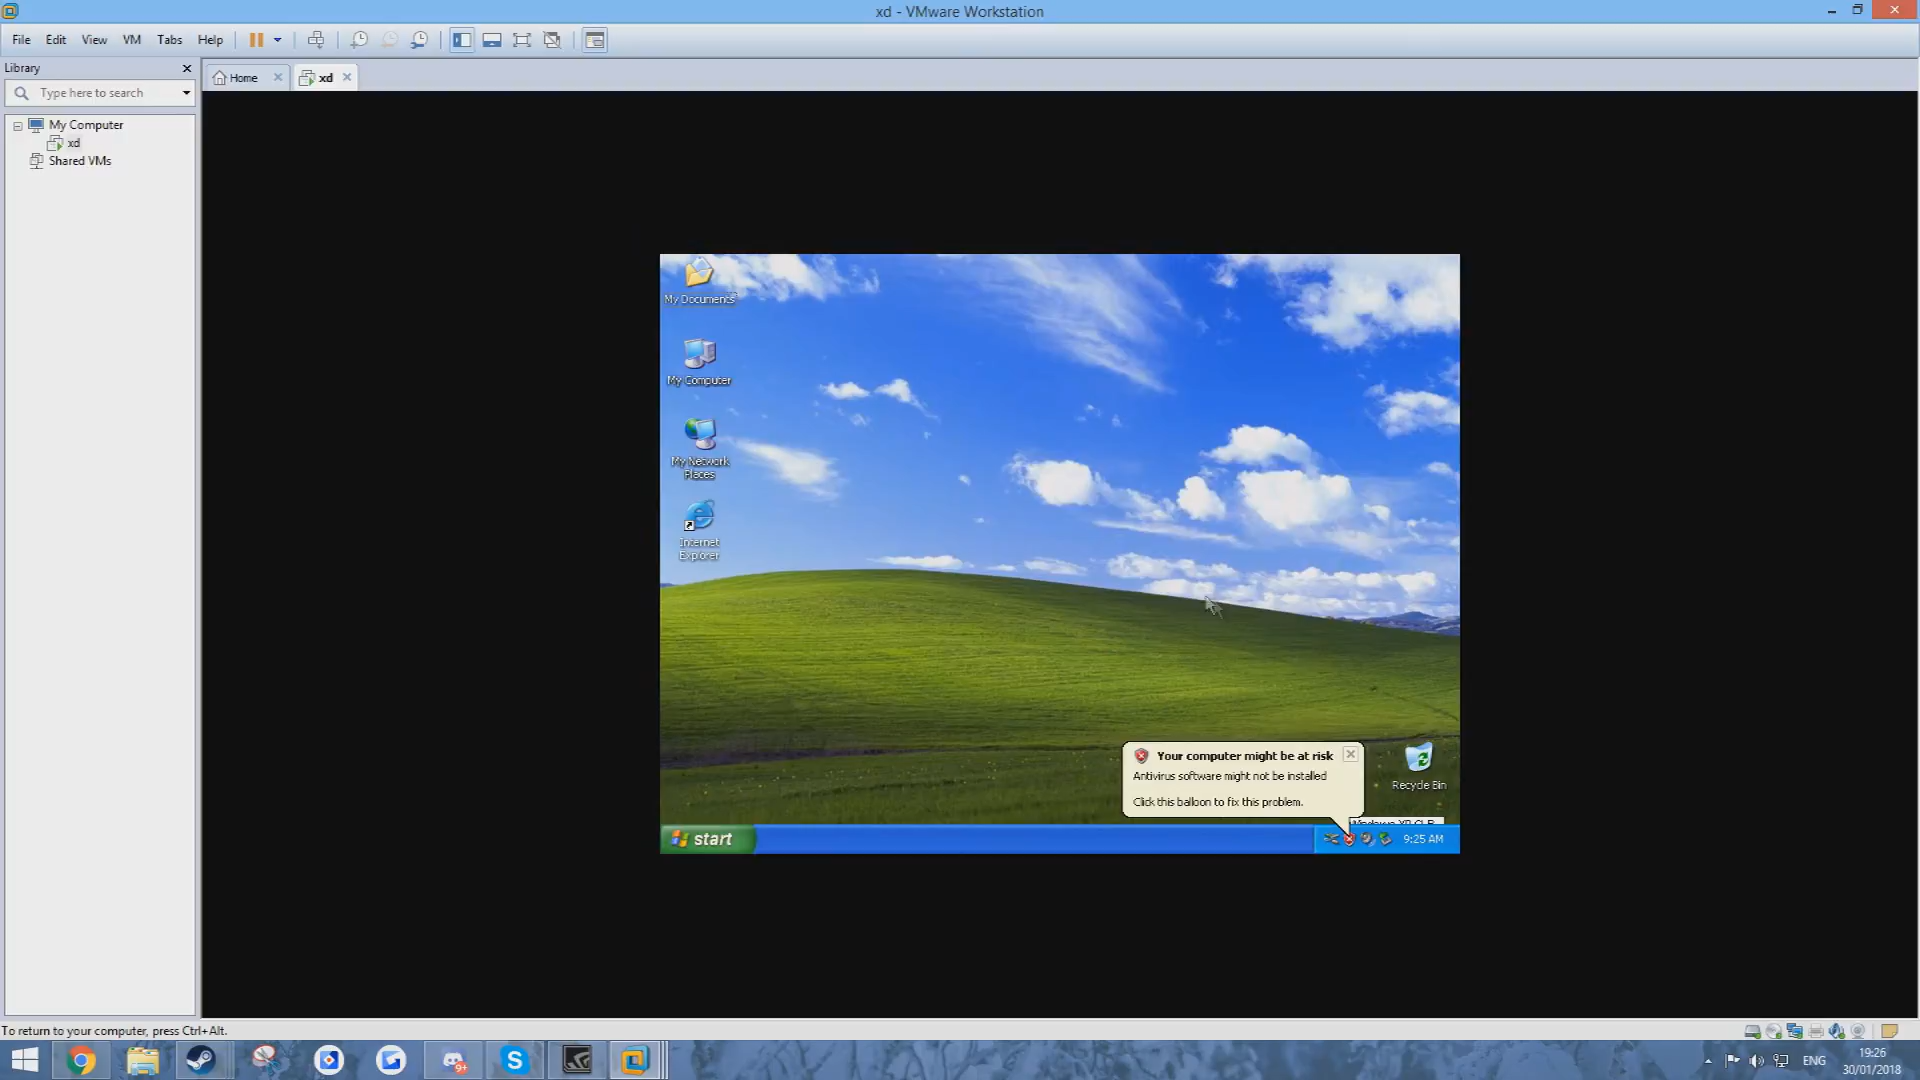 xd - VMware Workstation
File Edit View VM Tabs Help
Library
Home
xd
Type here to search
My Computer
xd
Shared VMs
My Documents
My Computer
My Network
Places
Internet
Explorer
Your computer might be at risk
Antivirus software might not be installed
Click this balloon to fix this problem.
Recycle Bin
start
9:25 AM
To return to your computer, press Ctrl+Alt.
9+
ENG
19:26
30/01/2018